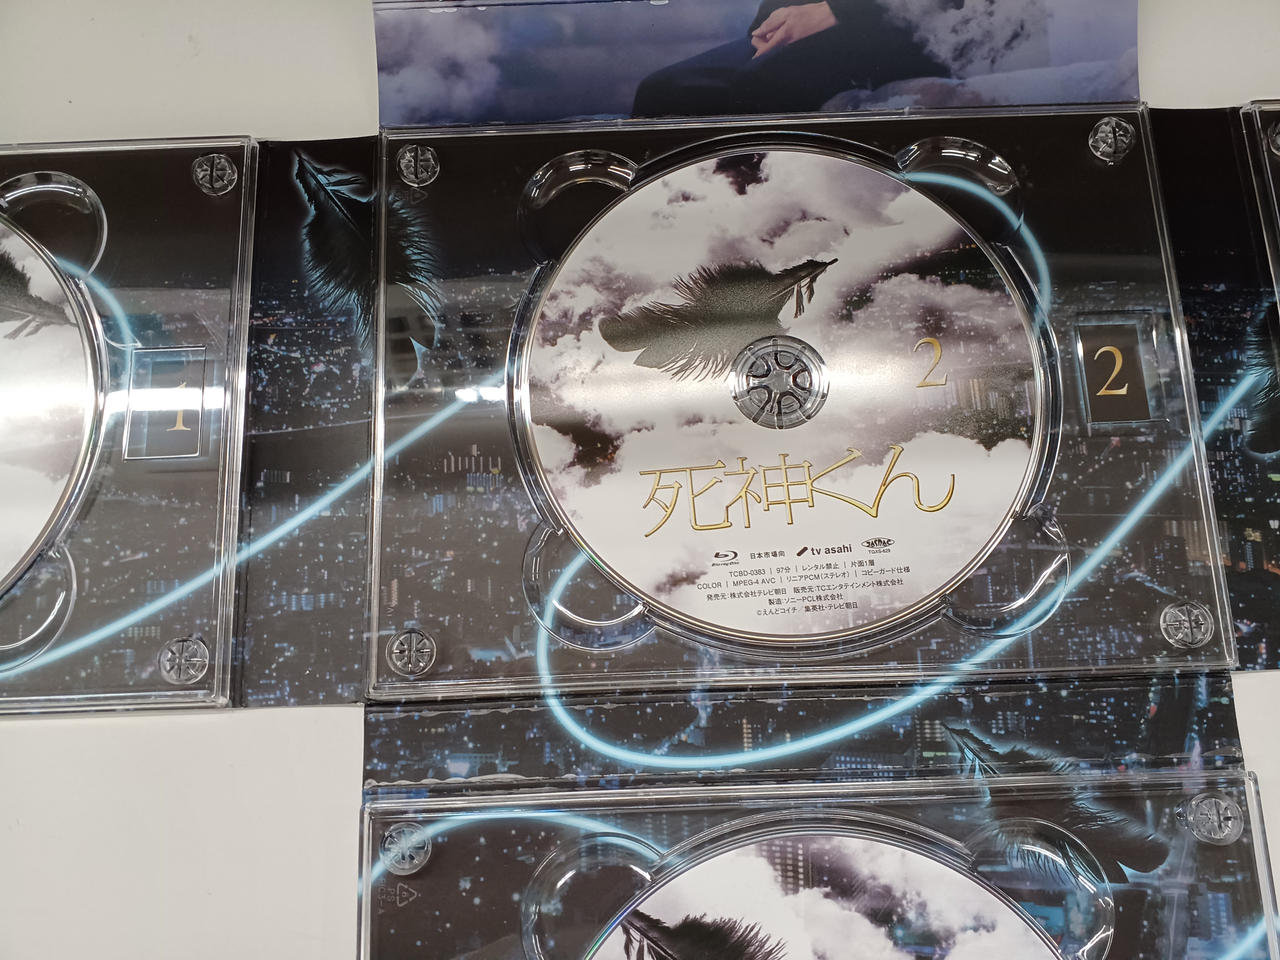 1
2
2
死神くん
Blu-ray Disc 日本市場向 tv asahi JASRAC
TGXS-629
TCBD-0383 | 97分 | レンタル禁止 | 片面1層
COLOR | MPEG-4 AVC | リニアPCM(ステレオ) | コピーガード仕様
発売元:株式会社テレビ朝日 販売元:TCエンタテインメント株式会社
製造:ソニーPCL株式会社
©えんどコイチ/集英社・テレビ朝日
PS